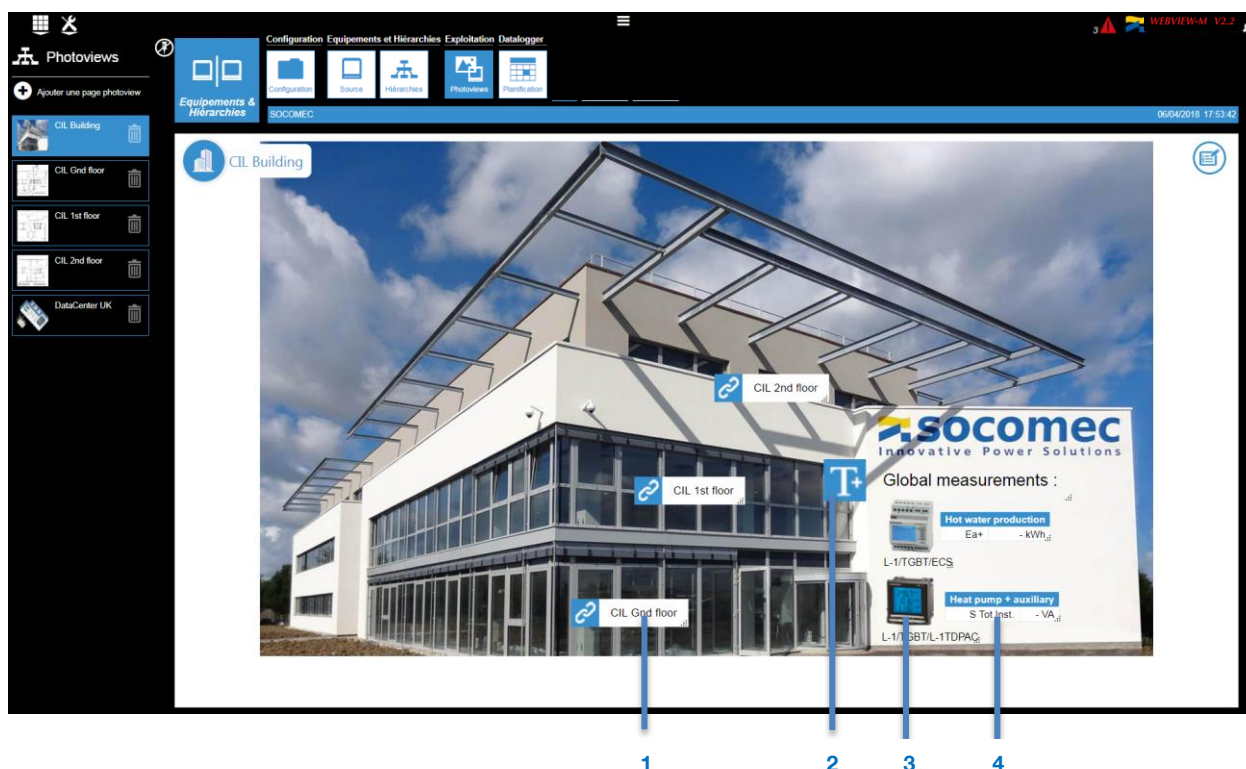 3
WEBVIEW-M V2.2
Photoviews
Ajouter une page photoview
CIL Building
CIL Gnd floor
CIL 1st floor
CIL 2nd floor
DataCenter UK
Equipements &
Hiérarchies
Configuration Equipements et Hiérarchies Exploitation Datalogger
Configuration Source Hiérarchies Photoviews Planification
SOCOMEC 06/04/2018 17:53:42
CIL Building
CIL 2nd floor
socomec
Innovative Power Solutions
CIL 1st floor
T+
Global measurements :
Hot water production
Ea+ - kWh
L-1/TGBT/ECS
CIL Gnd floor
Heat pump + auxiliary
S Tot Inst. - VA
L-1/TGBT/L-1TDPAC
1 2 3 4